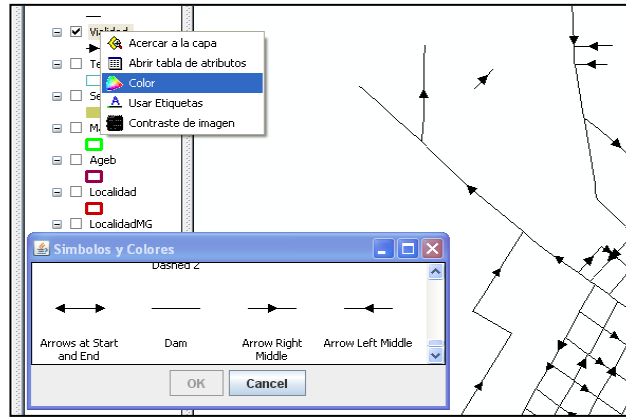 Acercar a la capa
Abrir tabla de atributos
Color
Usar Etiquetas
Contraste de imagen
Ageb
Localidad
LocalidadMG
Simbolos y Colores
Dashed 2
Arrows at Start
and End
Dam
Arrow Right
Middle
Arrow Left Middle
OK
Cancel